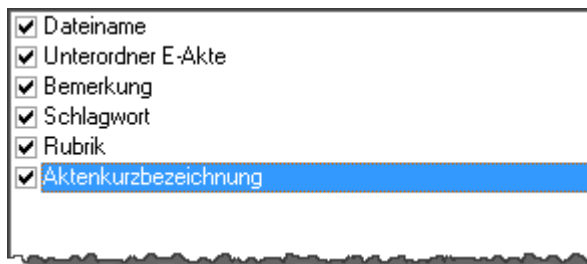 Dateiname
Unterordner E-Akte
Bemerkung
Schlagwort
Rubrik
Aktenkurzbezeichnung